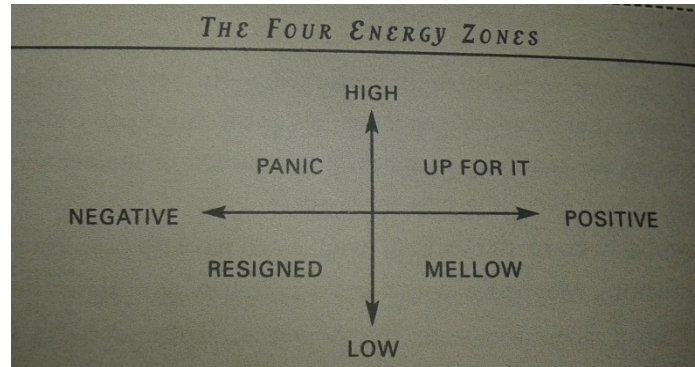 THE FOUR ENERGY ZONES
HIGH
PANIC UP FOR IT
NEGATIVE POSITIVE
RESIGNED MELLOW
LOW